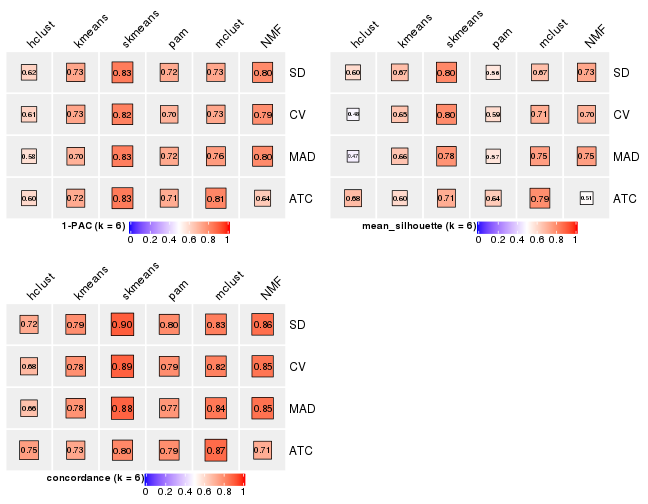 hclust kmeans skmeans pam mclust NMF
0.62 0.73 0.83 0.72 0.73 0.80 SD
0.61 0.73 0.82 0.70 0.73 0.79 CV
0.58 0.70 0.83 0.72 0.76 0.80 MAD
0.60 0.72 0.83 0.71 0.81 0.64 ATC
1-PAC (k = 6)
0 0.2 0.4 0.6 0.8 1
hclust kmeans skmeans pam mclust NMF
0.60 0.67 0.80 0.56 0.67 0.73 SD
0.48 0.65 0.80 0.59 0.71 0.70 CV
0.47 0.66 0.78 0.57 0.75 0.75 MAD
0.68 0.60 0.71 0.64 0.79 0.51 ATC
mean_silhouette (k = 6)
0 0.2 0.4 0.6 0.8 1
hclust kmeans skmeans pam mclust NMF
0.72 0.79 0.90 0.80 0.83 0.86 SD
0.68 0.78 0.89 0.79 0.82 0.85 CV
0.66 0.78 0.88 0.77 0.84 0.85 MAD
0.75 0.73 0.80 0.79 0.87 0.71 ATC
concordance (k = 6)
0 0.2 0.4 0.6 0.8 1